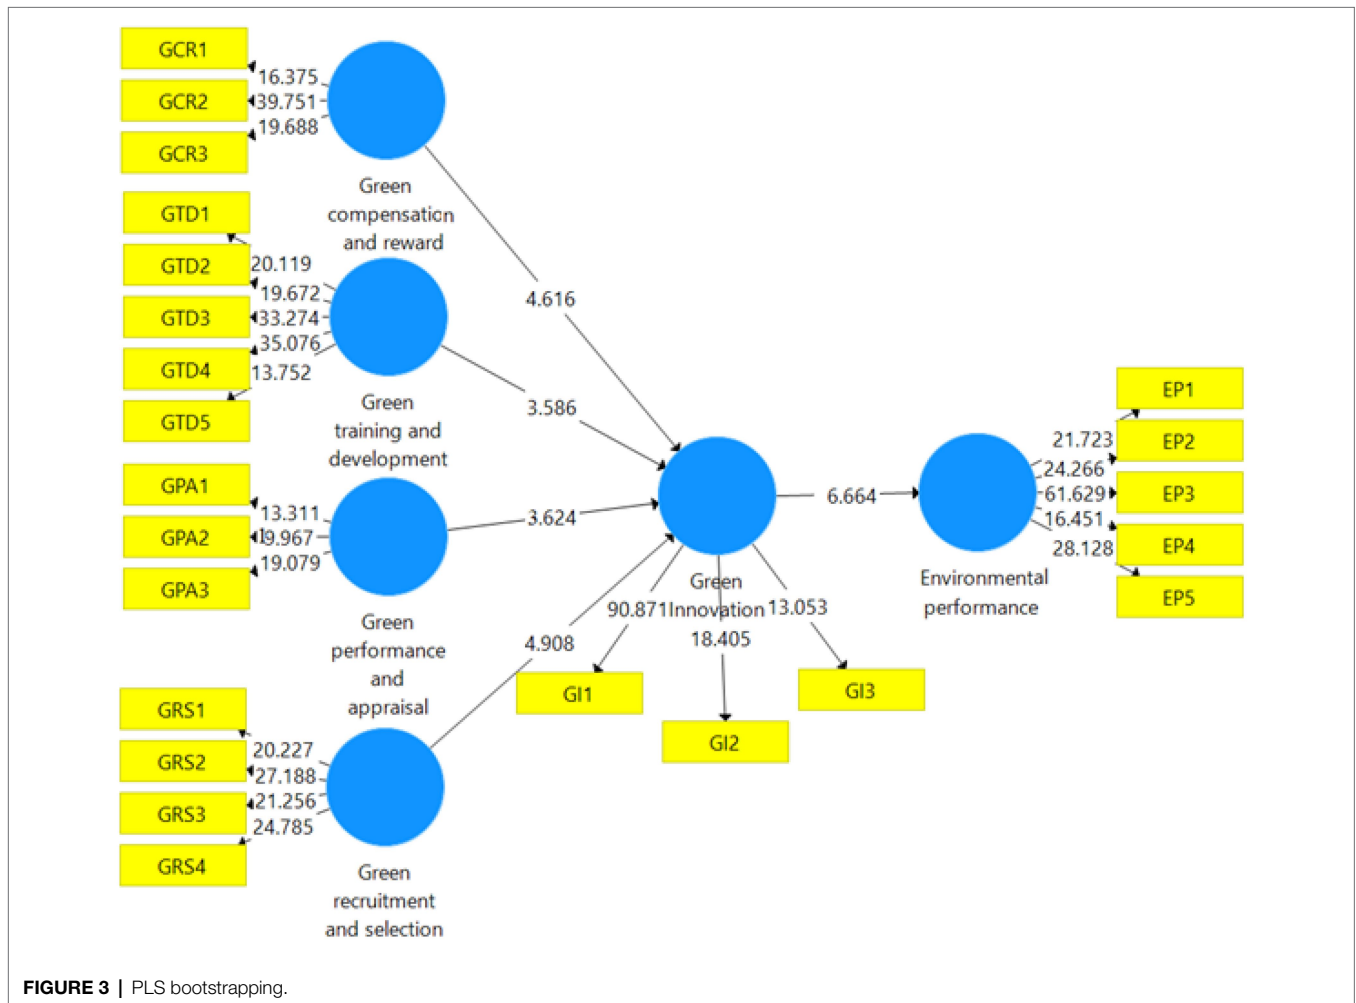 GCR1
16.375
GCR2
39.751
19.688
GCR3
Green
compensation
and reward
GTD1
20.119
GTD2
19.672
GTD3
33.274
35.076
GTD4
13.752
GTD5
Green
training and
development
GPA1
13.311
GPA2
19.967
19.079
GPA3
Green
performance
and
appraisal
GRS1
20.227
GRS2
27.188
21.256
GRS3
24.785
GRS4
Green
recruitment
and selection
4.616
3.586
3.624
4.908
Green
Innovation
90.871
18.405
13.053
GI1
GI2
GI3
6.664
Environmental
performance
EP1
21.723
EP2
24.266
EP3
61.629
16.451
EP4
28.128
EP5
FIGURE 3 | PLS bootstrapping.